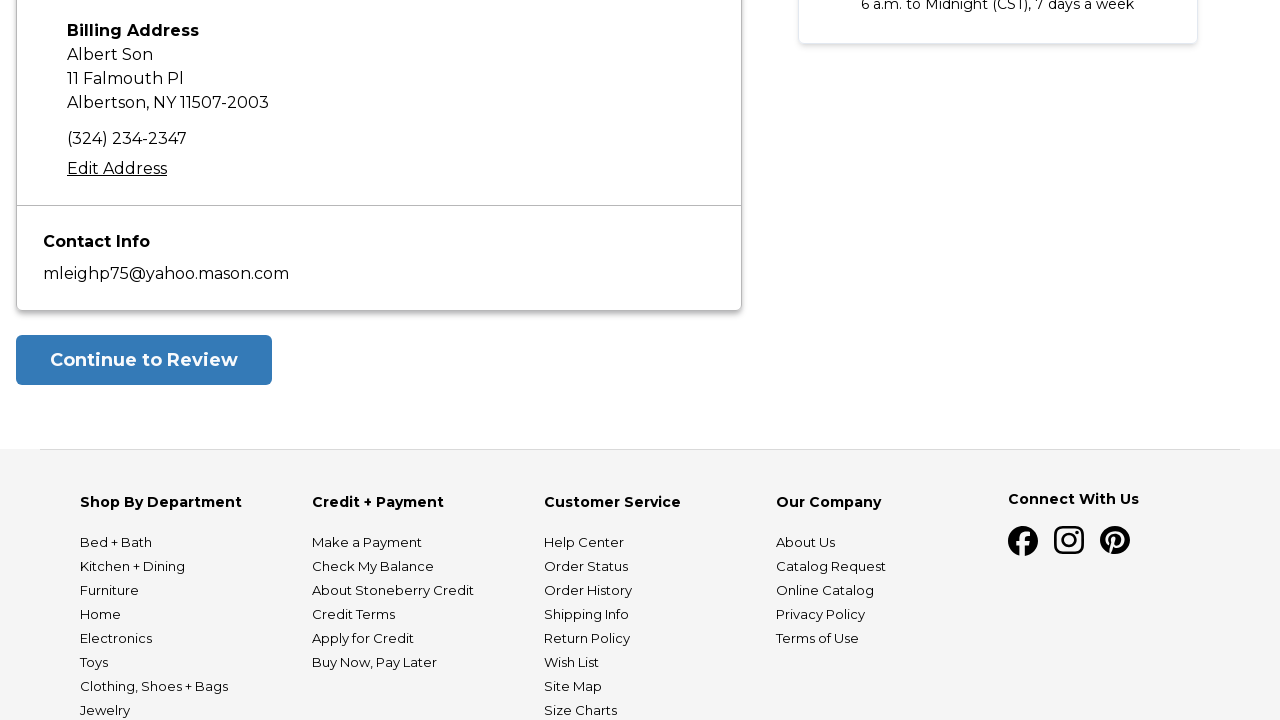 6 a.m. to Midnight (CST), 7 days a week
Billing Address
Albert Son
11 Falmouth Pl
Albertson, NY 11507-2003
(324) 234-2347
Edit Address
Contact Info
mleighp75@yahoo.mason.com
Continue to Review
Shop By Department
Bed + Bath
Kitchen + Dining
Furniture
Home
Electronics
Toys
Clothing, Shoes + Bags
Jewelry
Credit + Payment
Make a Payment
Check My Balance
About Stoneberry Credit
Credit Terms
Apply for Credit
Buy Now, Pay Later
Customer Service
Help Center
Order Status
Order History
Shipping Info
Return Policy
Wish List
Site Map
Size Charts
Our Company
About Us
Catalog Request
Online Catalog
Privacy Policy
Terms of Use
Connect With Us